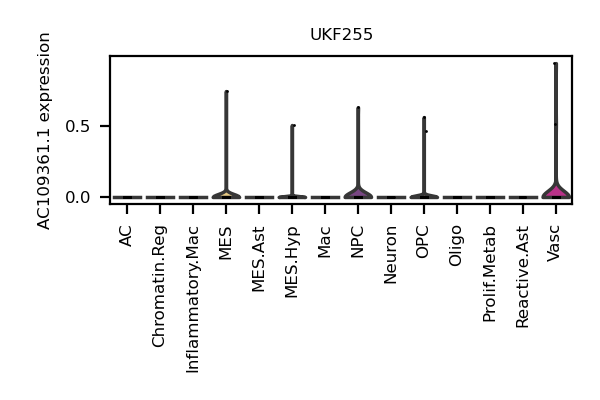 UKF255
AC109361.1 expression
0.5
0.0
AC
Chromatin.Reg
Inflammatory.Mac
MES
MES.Ast
MES.Hyp
Mac
NPC
Neuron
OPC
Oligo
Prolif.Metab
Reactive.Ast
Vasc